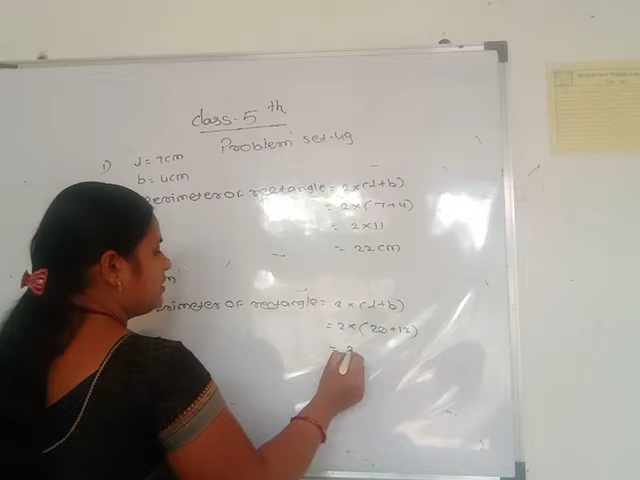 Class-5th
Problem set-49
1) l = 7cm
b = 4cm
perimeter of rectangle = 2×(l+b)
= 2×(7+4)
= 2×11
= 22cm
perimeter of rectangle = 2×(l+b)
= 2×(20+12)
= 2